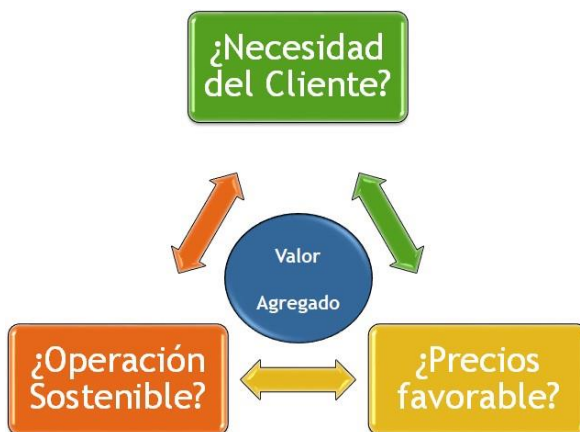 ¿Necesidad
del Cliente?
Valor
Agregado
¿Operación
Sostenible?
¿Precios
favorable?